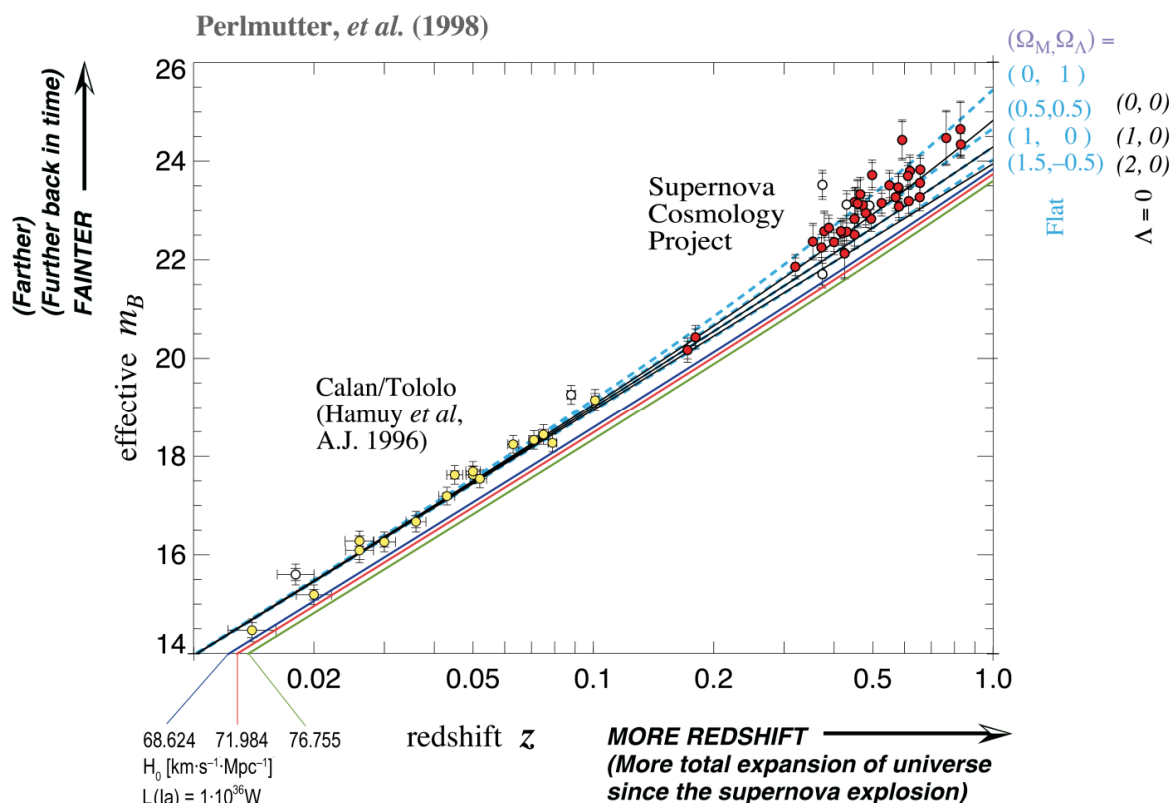 Perlmutter, et al. (1998)
(Farther)
(Further back in time)
FAINTER
effective mB
26
24
22
20
18
16
14
(ΩM,ΩΛ) =
( 0, 1 )
(0.5,0.5)
( 1, 0 )
(1.5,–0.5)
(0, 0)
(1, 0)
(2, 0)
Flat
Λ = 0
Supernova
Cosmology
Project
Calan/Tololo
(Hamuy et al,
A.J. 1996)
0.02 0.05 0.1 0.2 0.5 1.0
redshift z
68.624 71.984 76.755
H0 [km·s–1·Mpc–1]
L(Ia) = 1·10^36W
MORE REDSHIFT
(More total expansion of universe
since the supernova explosion)